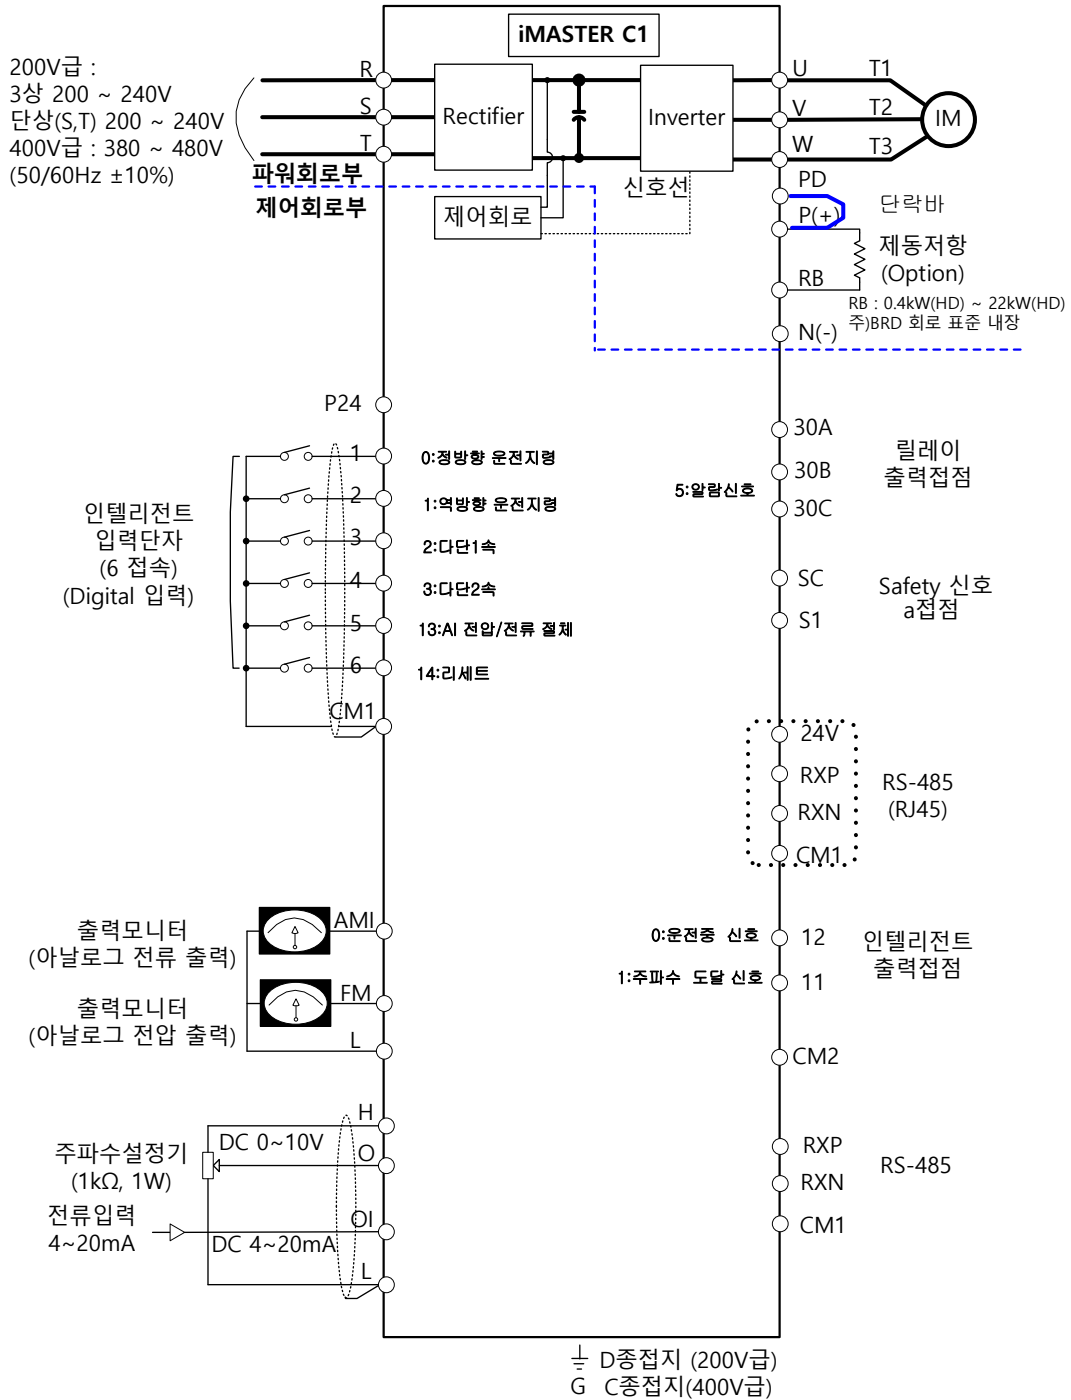 iMASTER C1
200V급 :
3상 200 ~ 240V
단상(S,T) 200 ~ 240V
400V급 : 380 ~ 480V
(50/60Hz ±10%)
R
S
T
Rectifier
Inverter
U
V
W
T1
T2
T3
IM
파워회로부
제어회로부
제어회로
신호선
PD
P(+)
단락바
제동저항
(Option)
RB
RB : 0.4kW(HD) ~ 22kW(HD)
주)BRD 회로 표준 내장
N(-)
P24
인텔리전트
입력단자
(6 접속)
(Digital 입력)
1
0:정방향 운전지령
2
1:역방향 운전지령
3
2:다단1속
4
3:다단2속
5
13:AI 전압/전류 절체
6
14:리세트
CM1
30A
30B
30C
5:알람신호
릴레이
출력접점
SC
S1
Safety 신호
a접점
24V
RXP
RXN
CM1
RS-485
(RJ45)
출력모니터
(아날로그 전류 출력)
AMI
출력모니터
(아날로그 전압 출력)
FM
L
0:운전중 신호
12
1:주파수 도달 신호
11
인텔리전트
출력접점
CM2
H
DC 0~10V
O
주파수설정기
(1kΩ, 1W)
전류입력
4~20mA
OI
DC 4~20mA
L
RXP
RXN
CM1
RS-485
D종접지 (200V급)
G C종접지(400V급)